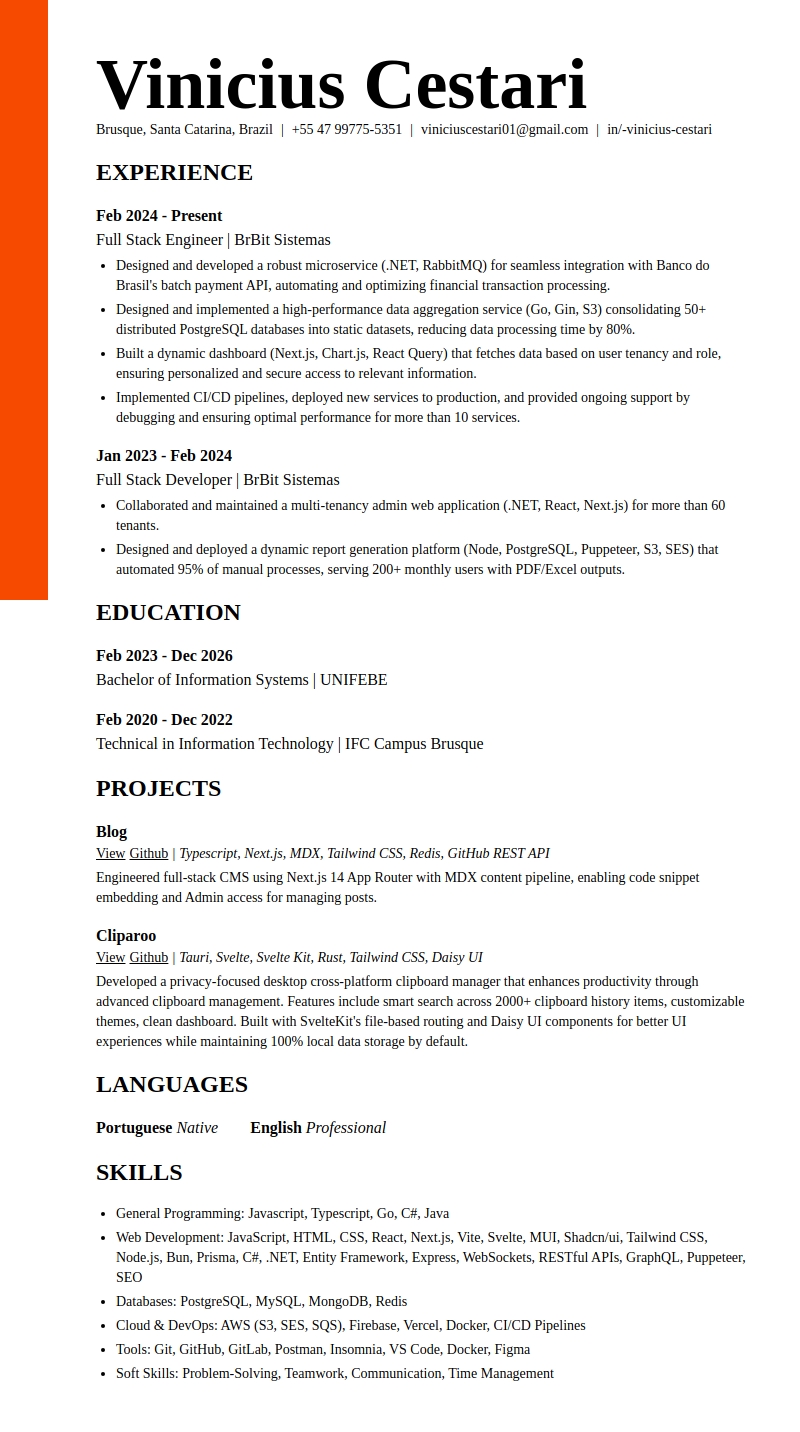 Vinicius Cestari
Brusque, Santa Catarina, Brazil | +55 47 99775-5351 | viniciuscestari01@gmail.com | in/-vinicius-cestari
EXPERIENCE
Feb 2024 - Present
Full Stack Engineer | BrBit Sistemas
• Designed and developed a robust microservice (.NET, RabbitMQ) for seamless integration with Banco do
Brasil's batch payment API, automating and optimizing financial transaction processing.
• Designed and implemented a high-performance data aggregation service (Go, Gin, S3) consolidating 50+
distributed PostgreSQL databases into static datasets, reducing data processing time by 80%.
• Built a dynamic dashboard (Next.js, Chart.js, React Query) that fetches data based on user tenancy and role,
ensuring personalized and secure access to relevant information.
• Implemented CI/CD pipelines, deployed new services to production, and provided ongoing support by
debugging and ensuring optimal performance for more than 10 services.
Jan 2023 - Feb 2024
Full Stack Developer | BrBit Sistemas
• Collaborated and maintained a multi-tenancy admin web application (.NET, React, Next.js) for more than 60
tenants.
• Designed and deployed a dynamic report generation platform (Node, PostgreSQL, Puppeteer, S3, SES) that
automated 95% of manual processes, serving 200+ monthly users with PDF/Excel outputs.
EDUCATION
Feb 2023 - Dec 2026
Bachelor of Information Systems | UNIFEBE
Feb 2020 - Dec 2022
Technical in Information Technology | IFC Campus Brusque
PROJECTS
Blog
View Github | Typescript, Next.js, MDX, Tailwind CSS, Redis, GitHub REST API
Engineered full-stack CMS using Next.js 14 App Router with MDX content pipeline, enabling code snippet
embedding and Admin access for managing posts.
Cliparoo
View Github | Tauri, Svelte, Svelte Kit, Rust, Tailwind CSS, Daisy UI
Developed a privacy-focused desktop cross-platform clipboard manager that enhances productivity through
advanced clipboard management. Features include smart search across 2000+ clipboard history items, customizable
themes, clean dashboard. Built with SvelteKit's file-based routing and Daisy UI components for better UI
experiences while maintaining 100% local data storage by default.
LANGUAGES
Portuguese Native English Professional
SKILLS
• General Programming: Javascript, Typescript, Go, C#, Java
• Web Development: JavaScript, HTML, CSS, React, Next.js, Vite, Svelte, MUI, Shadcn/ui, Tailwind CSS,
Node.js, Bun, Prisma, C#, .NET, Entity Framework, Express, WebSockets, RESTful APIs, GraphQL, Puppeteer,
SEO
• Databases: PostgreSQL, MySQL, MongoDB, Redis
• Cloud & DevOps: AWS (S3, SES, SQS), Firebase, Vercel, Docker, CI/CD Pipelines
• Tools: Git, GitHub, GitLab, Postman, Insomnia, VS Code, Docker, Figma
• Soft Skills: Problem-Solving, Teamwork, Communication, Time Management